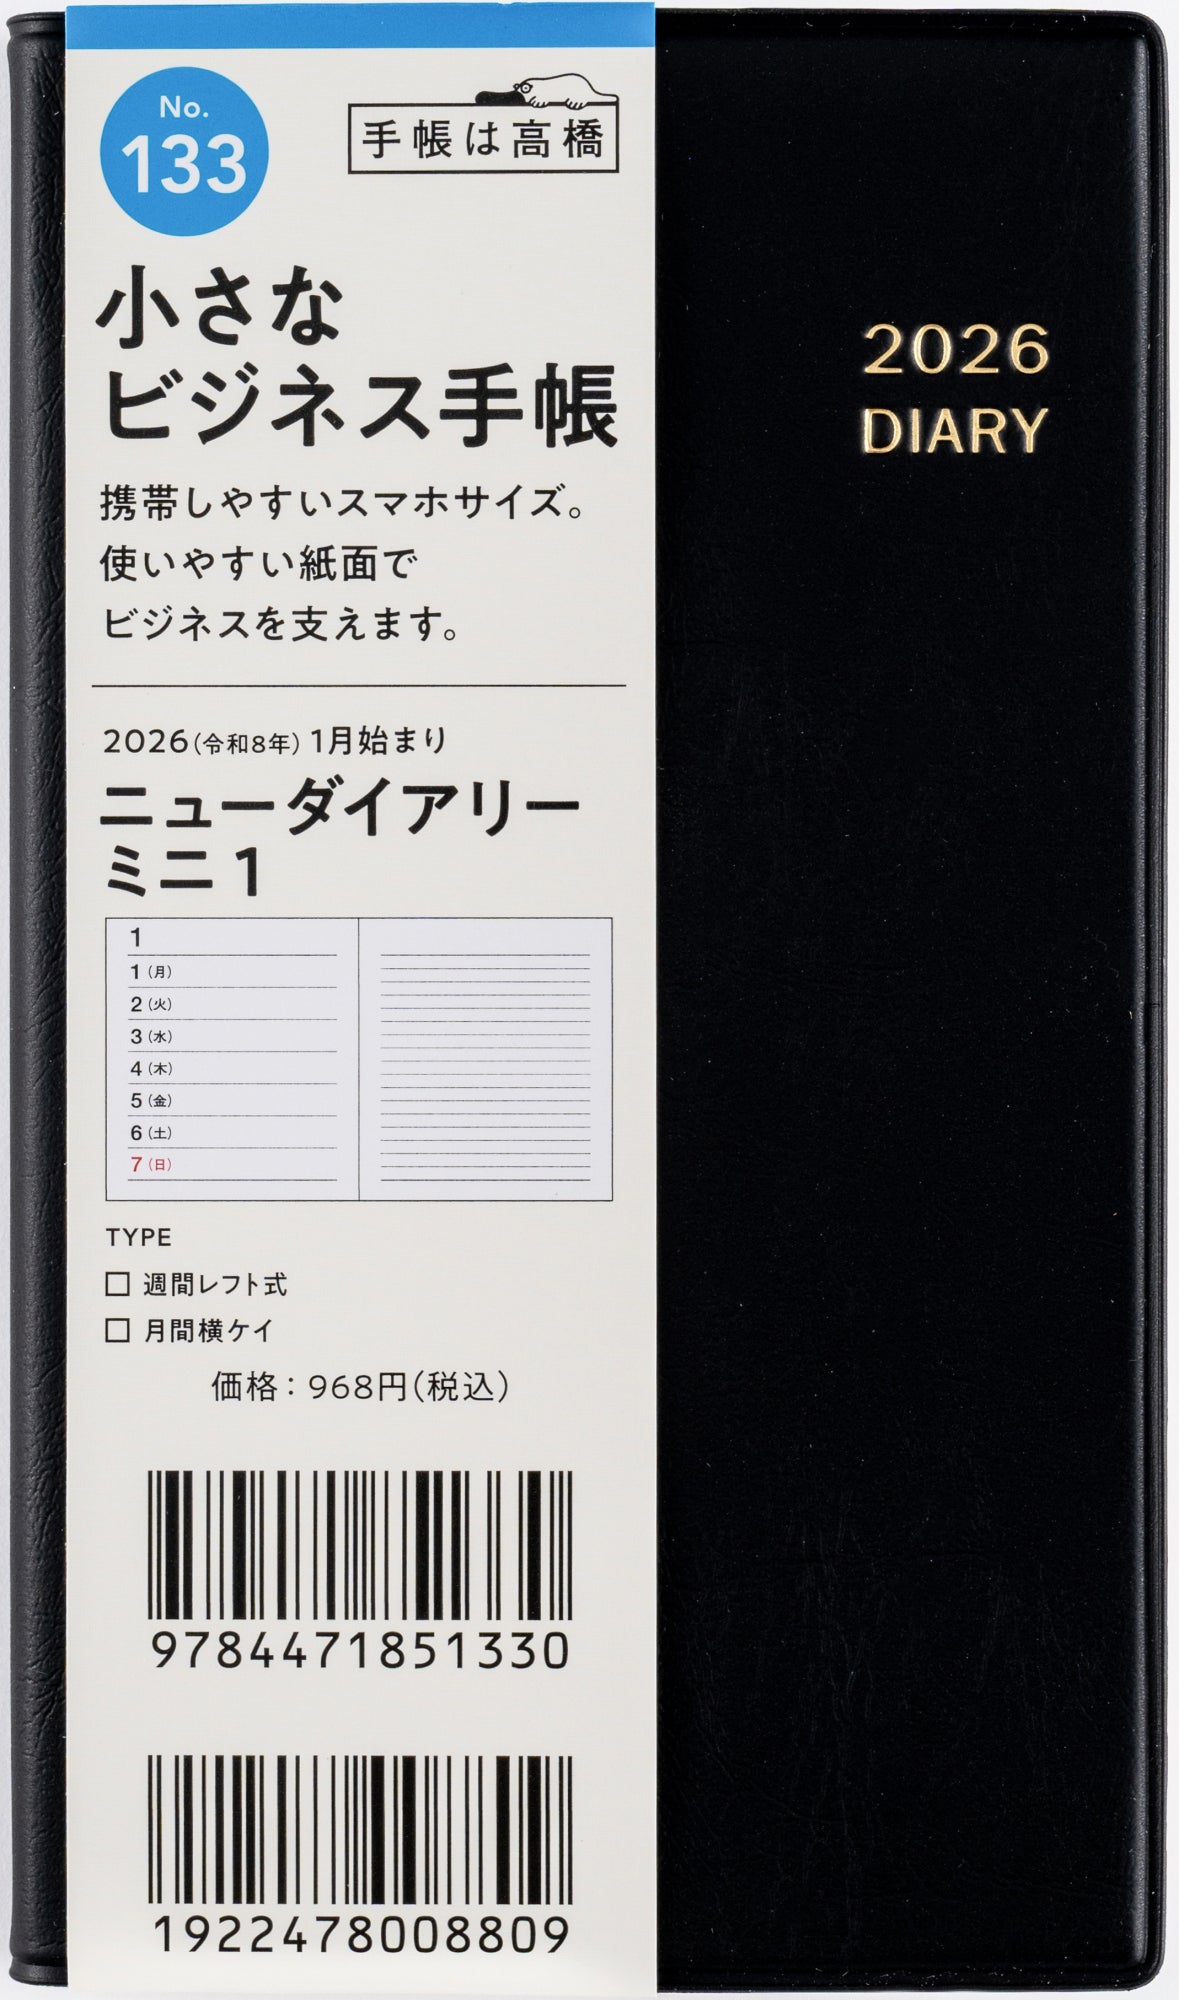 No.
133
手帳は高橋
小さな
ビジネス手帳
携帯しやすいスマホサイズ。
使いやすい紙面で
ビジネスを支えます。
2026(令和8年)1月始まり
ニューダイアリー
ミニ1
1
1(月)
2(火)
3(水)
4(木)
5(金)
6(土)
7(日)
TYPE
□ 週間レフト式
□ 月間横ケイ
価格：968円(税込)
9784471851330
1922478008809
2026
DIARY